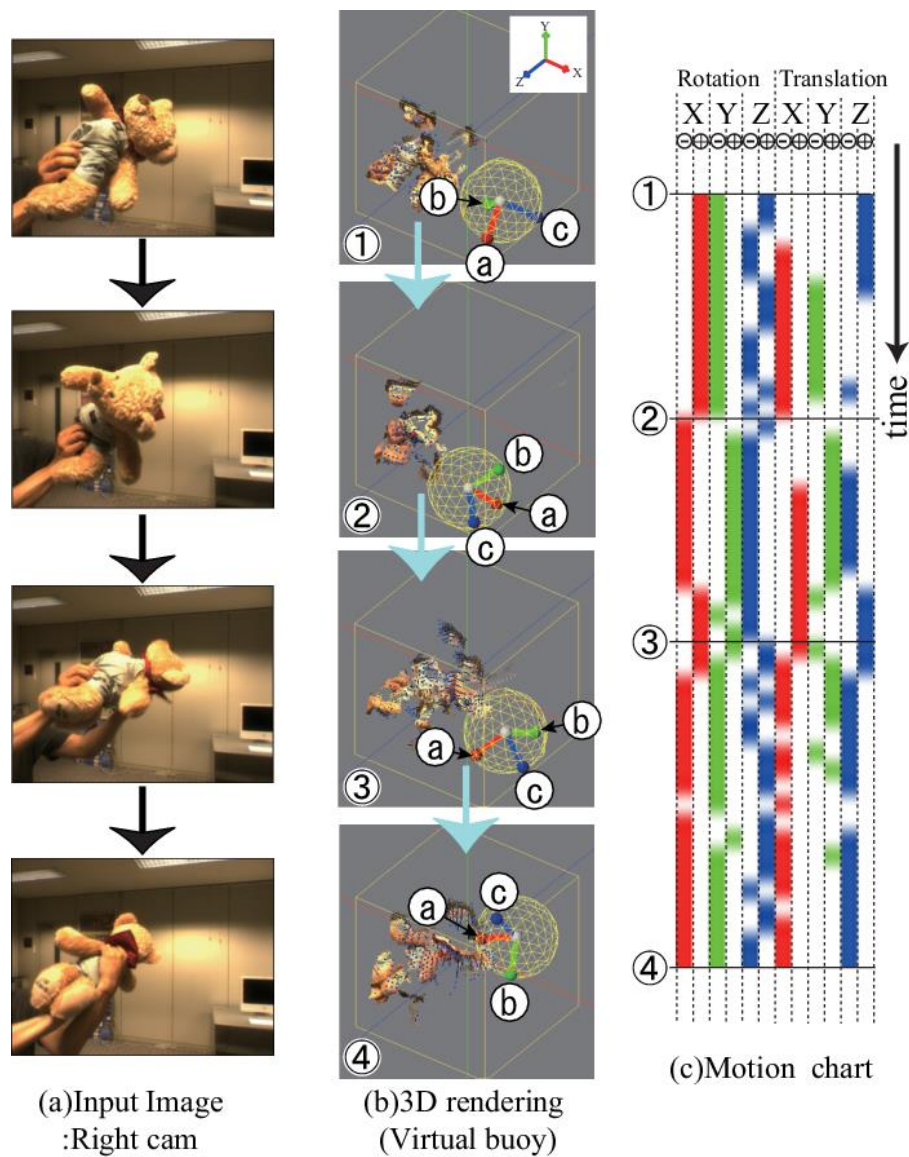 Y
Z
X
b
c
a
①
b
a
c
②
b
a
c
③
c
a
b
④
Rotation Translation
X Y Z X Y Z
⊖⊕⊖⊕⊖⊕⊖⊕⊖⊕⊖⊕
①
②
③
④
time
(a)Input Image
:Right cam
(b)3D rendering
(Virtual buoy)
(c)Motion chart